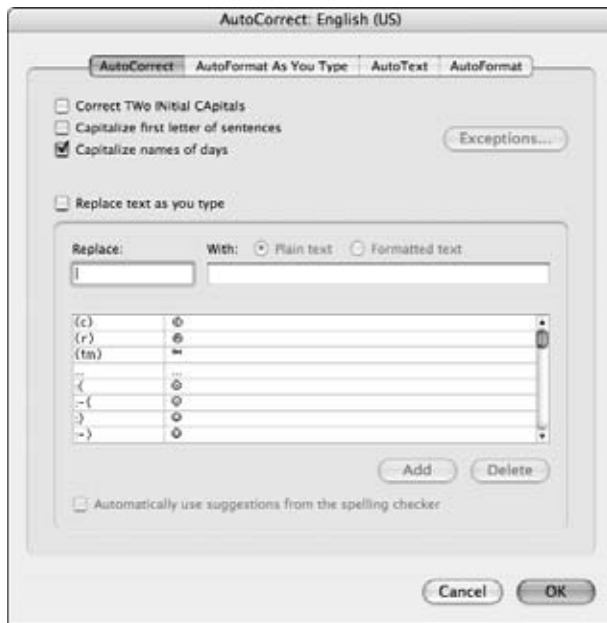 AutoCorrect: English (US)
AutoCorrect AutoFormat As You Type AutoText AutoFormat
Correct TWo INitial CApitals
Capitalize first letter of sentences
Exceptions...
Capitalize names of days
Replace text as you type
Replace: With: Plain text Formatted text
(c) ©
(r) ®
(tm) ™
... ...
:(
:-(
:)
:-)
Add Delete
Automatically use suggestions from the spelling checker
Cancel OK